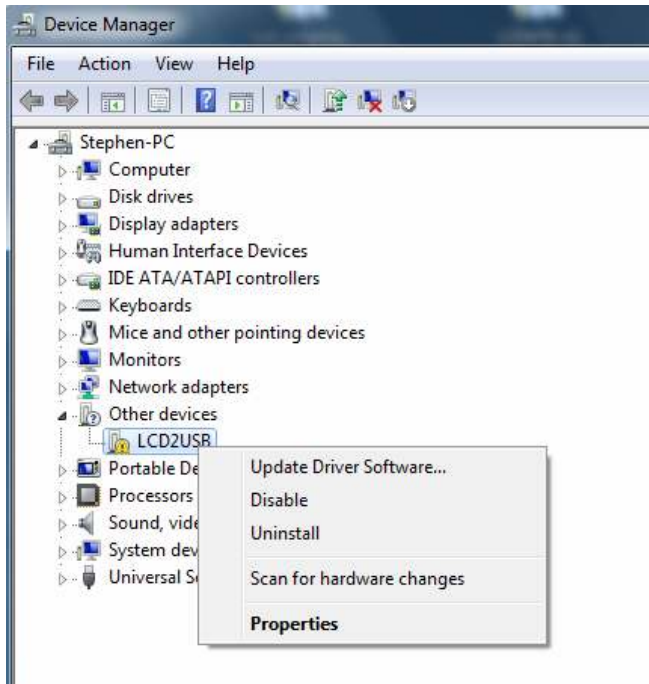 Device Manager
File Action View Help
Stephen-PC
Computer
Disk drives
Display adapters
Human Interface Devices
IDE ATA/ATAPI controllers
Keyboards
Mice and other pointing devices
Monitors
Network adapters
Other devices
LCD2USB
Portable De
Processors
Sound, vide
System dev
Universal S
Update Driver Software...
Disable
Uninstall
Scan for hardware changes
Properties